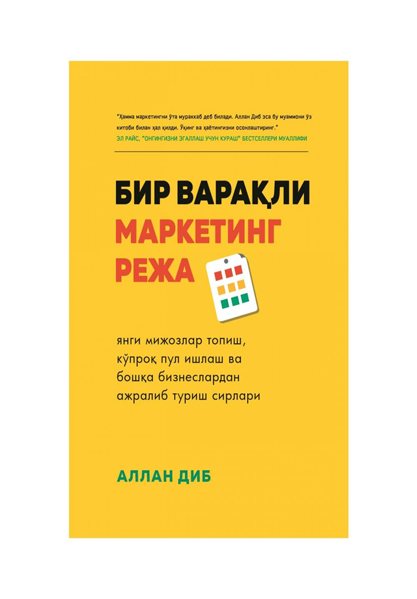 "Ҳамма маркетингни ўта мураккаб деб билади. Аллан Диб эса бу муаммони ўз
китоби билан ҳал қилди. Ўқинг ва ҳаётингизни осонлаштиринг."
ЭЛ РАЙС, "ОНГИНГИЗНИ ЭГАЛЛАШ УЧУН КУРАШ" БЕСТСЕЛЛЕРИ МУАЛЛИФИ
БИР ВАРАҚЛИ
МАРКЕТИНГ
РЕЖА
янги мижозлар топиш,
кўпроқ пул ишлаш ва
бошқа бизнеслардан
ажралиб туриш сирлари
АЛЛАН ДИБ